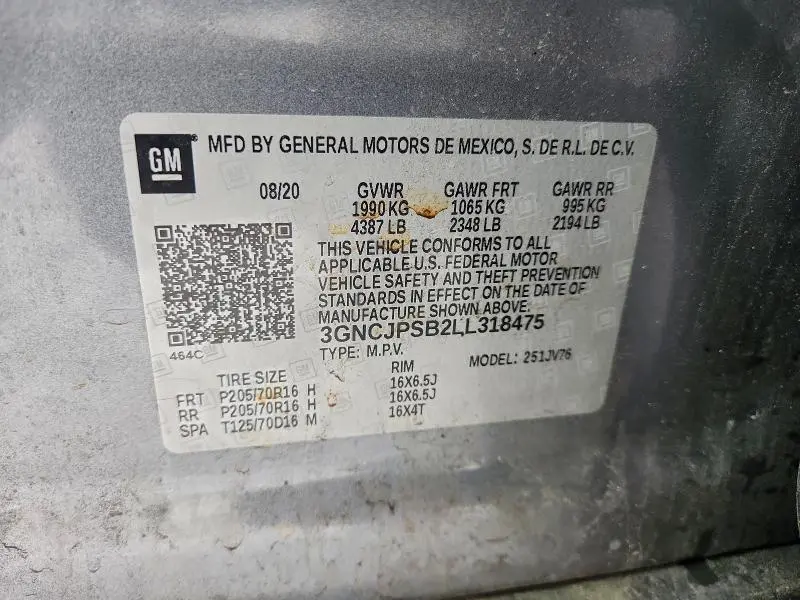 GM MFD BY GENERAL MOTORS DE MEXICO, S. DE R.L. DE C.V.
08/20 GVWR GAWR FRT GAWR RR
1990 KG 1065 KG 995 KG
4387 LB 2348 LB 2194 LB
THIS VEHICLE CONFORMS TO ALL
APPLICABLE U.S. FEDERAL MOTOR
VEHICLE SAFETY AND THEFT PREVENTION
STANDARDS IN EFFECT ON THE DATE OF
MANUFACTURE SHOWN ABOVE.
3GNCJPSB2LL318475
464C TYPE: M.P.V. MODEL: 251JV76
TIRE SIZE RIM
FRT P205/70R16 H 16X6.5J
RR P205/70R16 H 16X6.5J
SPA T125/70D16 M 16X4T